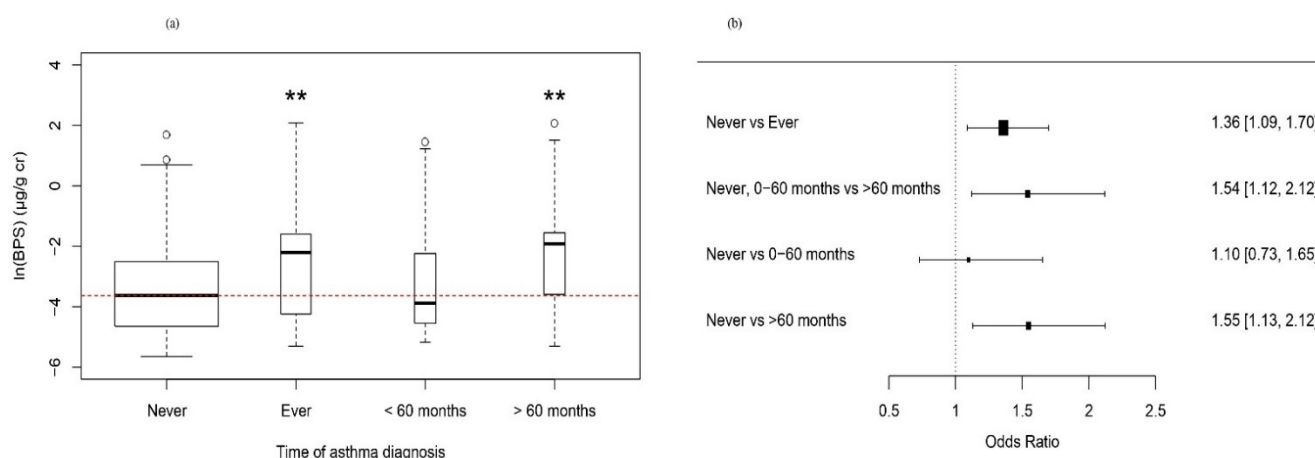 (a)
4
2
0
−2
−4
−6
ln(BPS) (µg/g cr)
**
**
Never
Ever
< 60 months
> 60 months
Time of asthma diagnosis
(b)
Never vs Ever
1.36 [1.09, 1.70]
Never, 0−60 months vs >60 months
1.54 [1.12, 2.12]
Never vs 0−60 months
1.10 [0.73, 1.65]
Never vs >60 months
1.55 [1.13, 2.12]
0.5
1
1.5
2
2.5
Odds Ratio